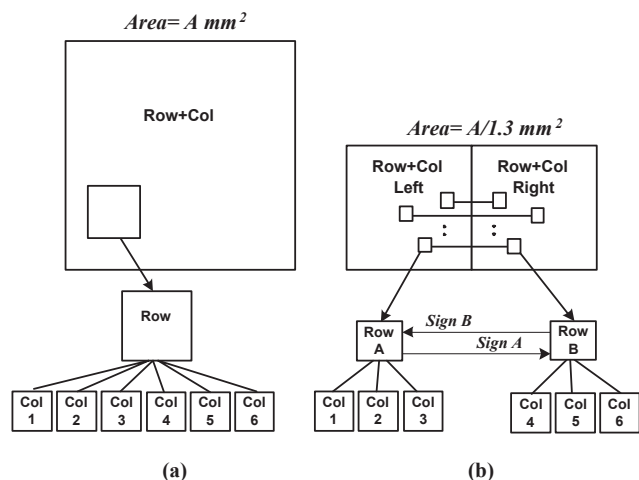 Area= A mm²
Row+Col
Area= A/1.3 mm²
Row+Col
Left
Row+Col
Right
:
:
Row
Row
A
Sign B
Sign A
Row
B
Col
1
Col
2
Col
3
Col
4
Col
5
Col
6
Col
1
Col
2
Col
3
Col
4
Col
5
Col
6
(a)
(b)